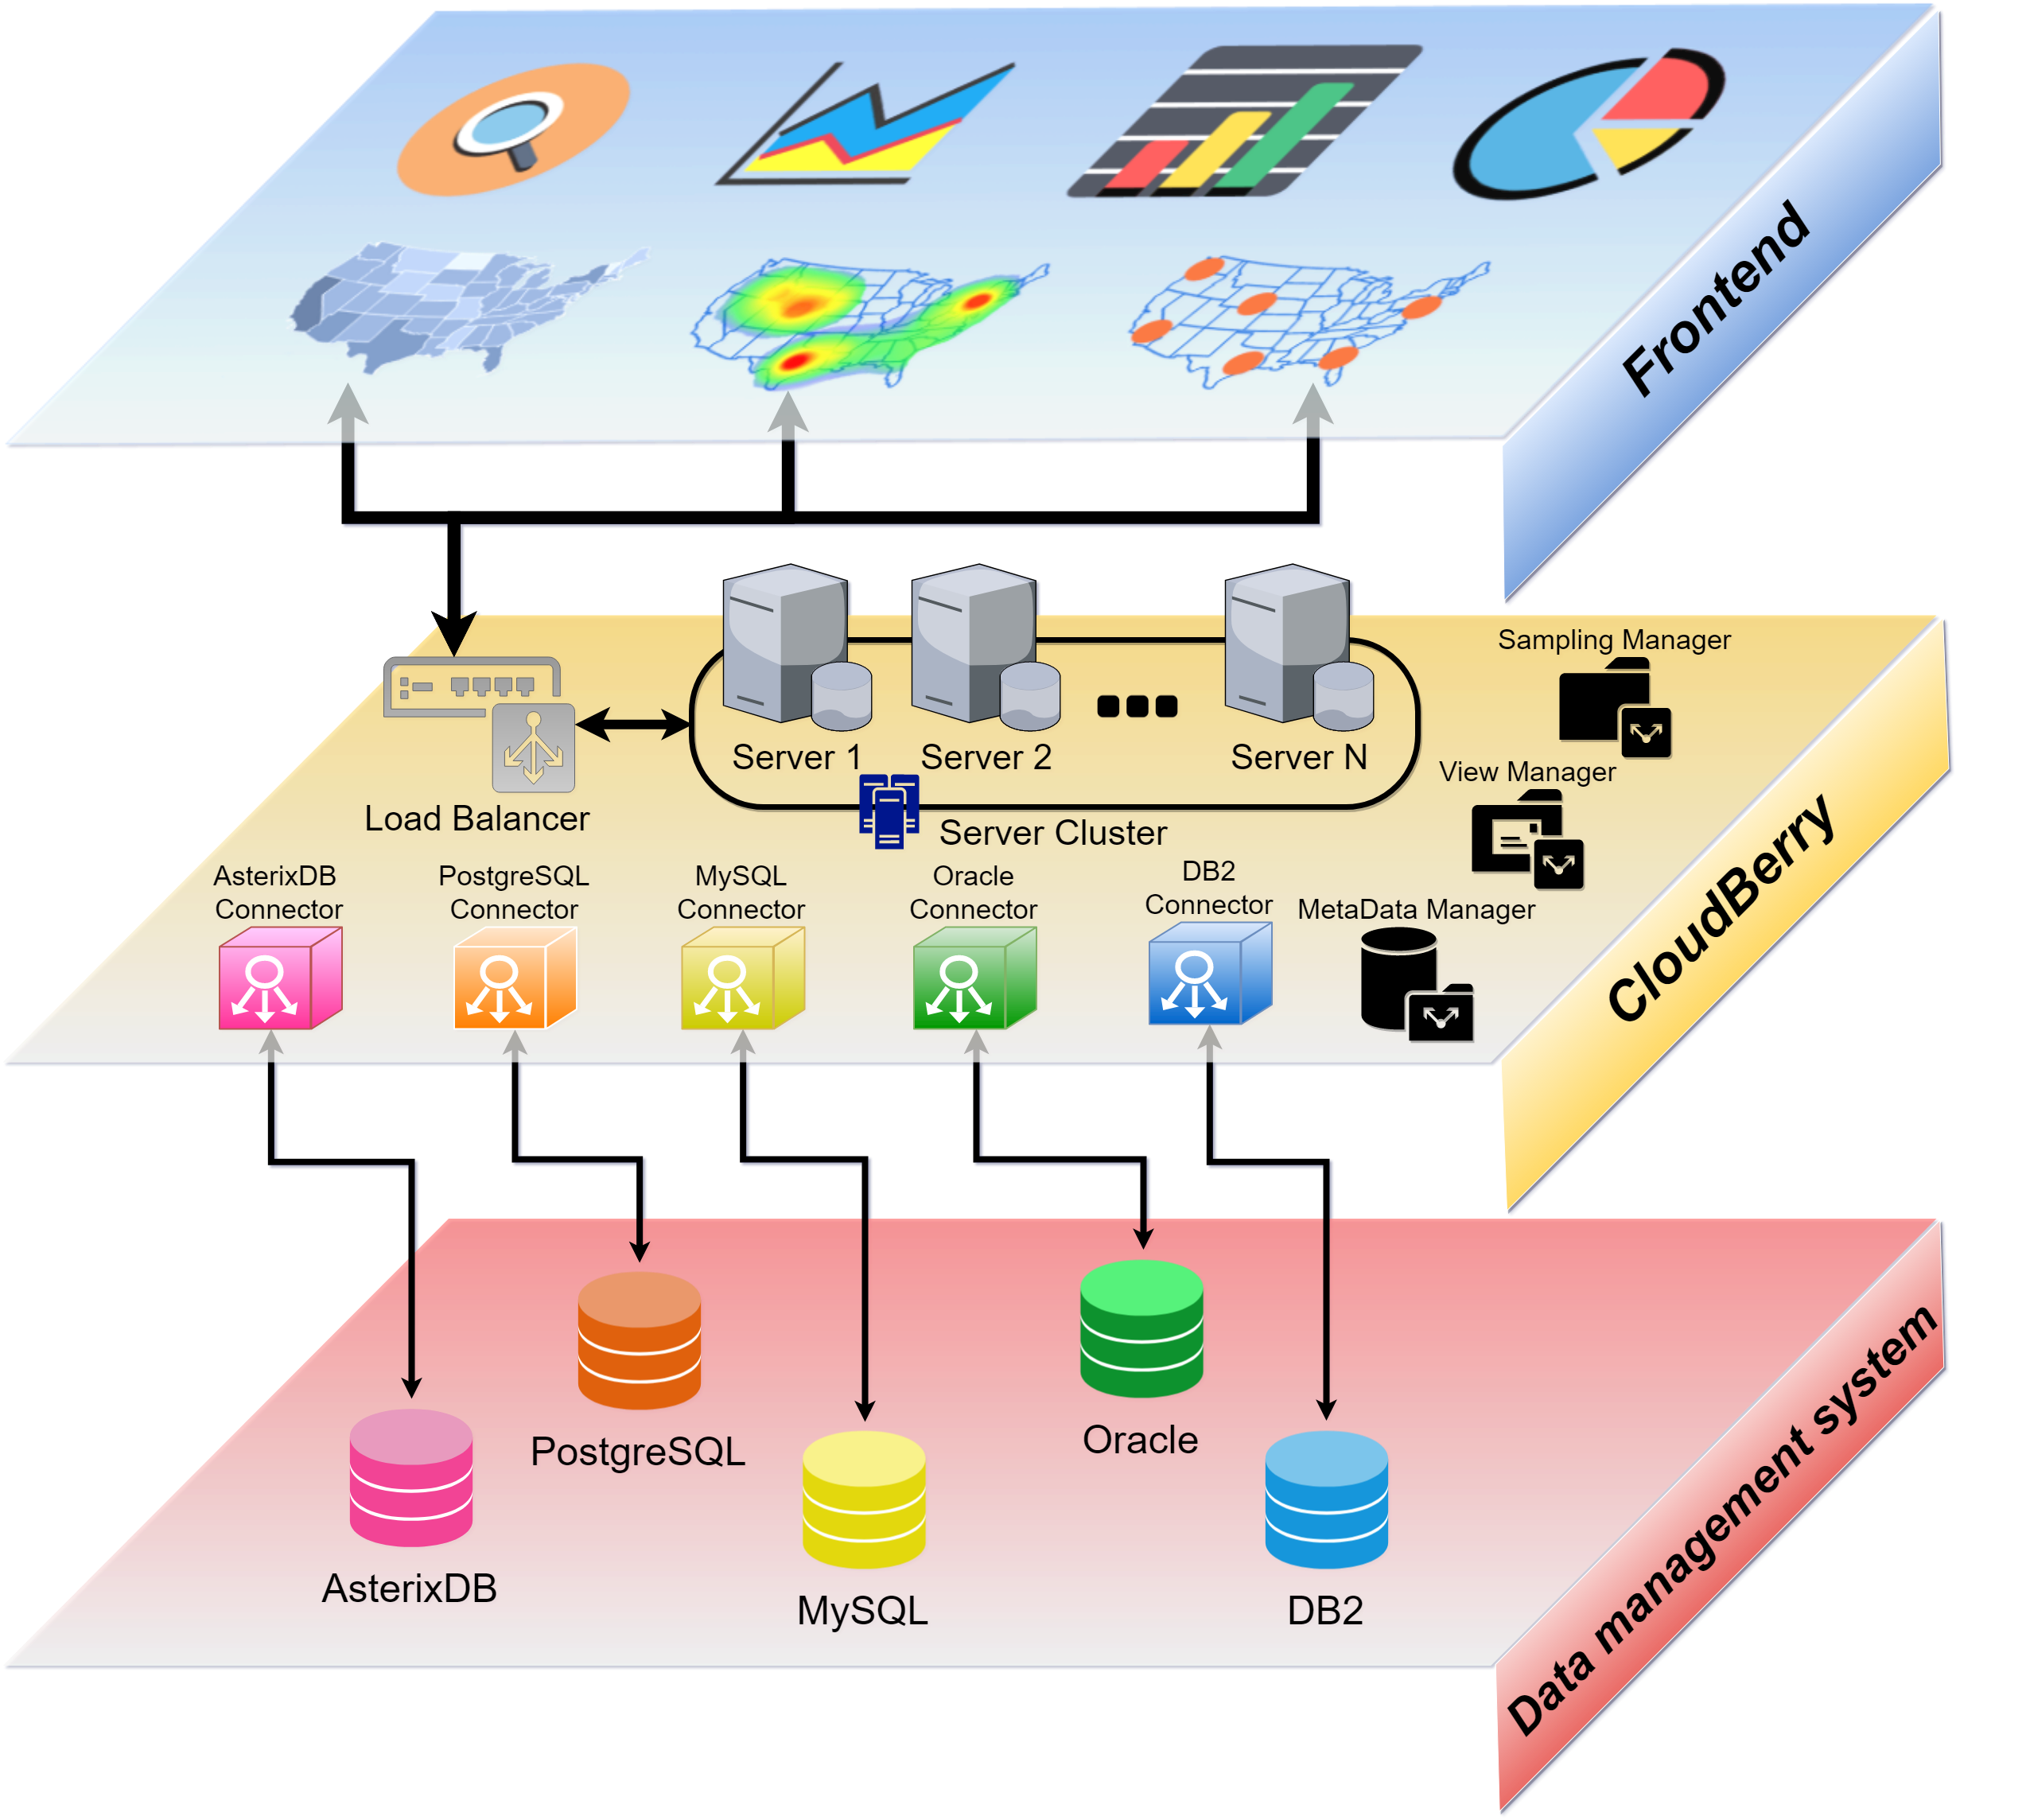 Frontend
Sampling Manager
Server 1
Server 2
Server N
View Manager
Load Balancer
Server Cluster
CloudBerry
AsterixDB
Connector
PostgreSQL
Connector
MySQL
Connector
Oracle
Connector
DB2
Connector
MetaData Manager
PostgreSQL
Oracle
AsterixDB
MySQL
DB2
Data management system